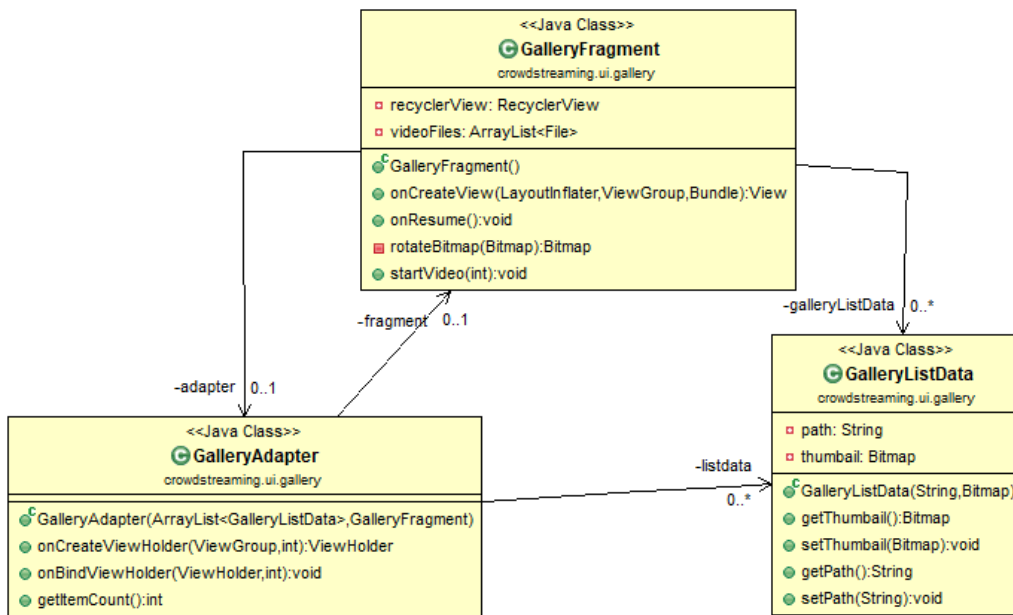 <<Java Class>>
GalleryFragment
crowdstreaming.ui.gallery
recyclerView: RecyclerView
videoFiles: ArrayList<File>
GalleryFragment()
onCreateView(LayoutInflater,ViewGroup,Bundle):View
onResume():void
rotateBitmap(Bitmap):Bitmap
startVideo(int):void
-fragment 0..1
-galleryListData 0..*
-adapter 0..1
<<Java Class>>
GalleryListData
crowdstreaming.ui.gallery
path: String
thumbail: Bitmap
GalleryListData(String,Bitmap)
getThumbail():Bitmap
setThumbail(Bitmap):void
getPath():String
setPath(String):void
<<Java Class>>
GalleryAdapter
crowdstreaming.ui.gallery
GalleryAdapter(ArrayList<GalleryListData>,GalleryFragment)
onCreateViewHolder(ViewGroup,int):ViewHolder
onBindViewHolder(ViewHolder,int):void
getItemCount():int
-listdata
0..*